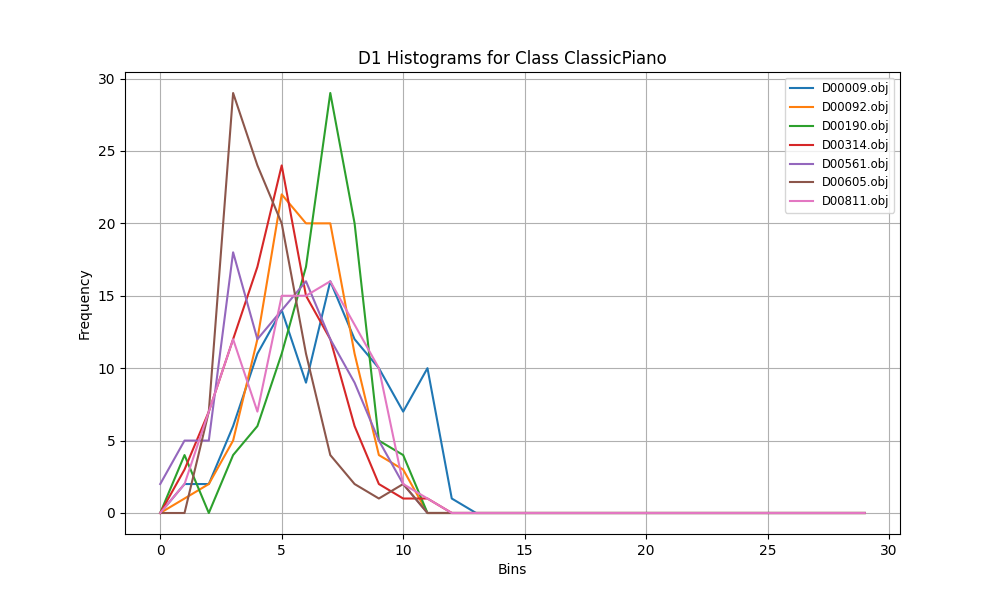 D1 Histograms for Class ClassicPiano
30
25
20
15
10
5
0
Frequency
0 5 10 15 20 25 30
Bins
D00009.obj
D00092.obj
D00190.obj
D00314.obj
D00561.obj
D00605.obj
D00811.obj